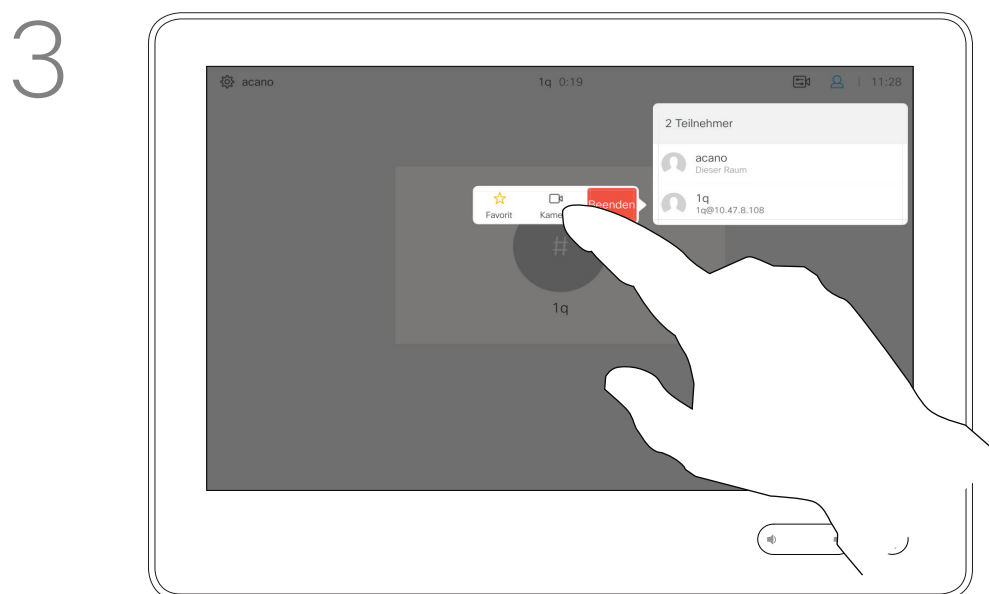 3
acano
1q 0:19
11:28
2 Teilnehmer
acano
Dieser Raum
1q
1q@10.47.8.108
Favorit
Beenden
#
1q